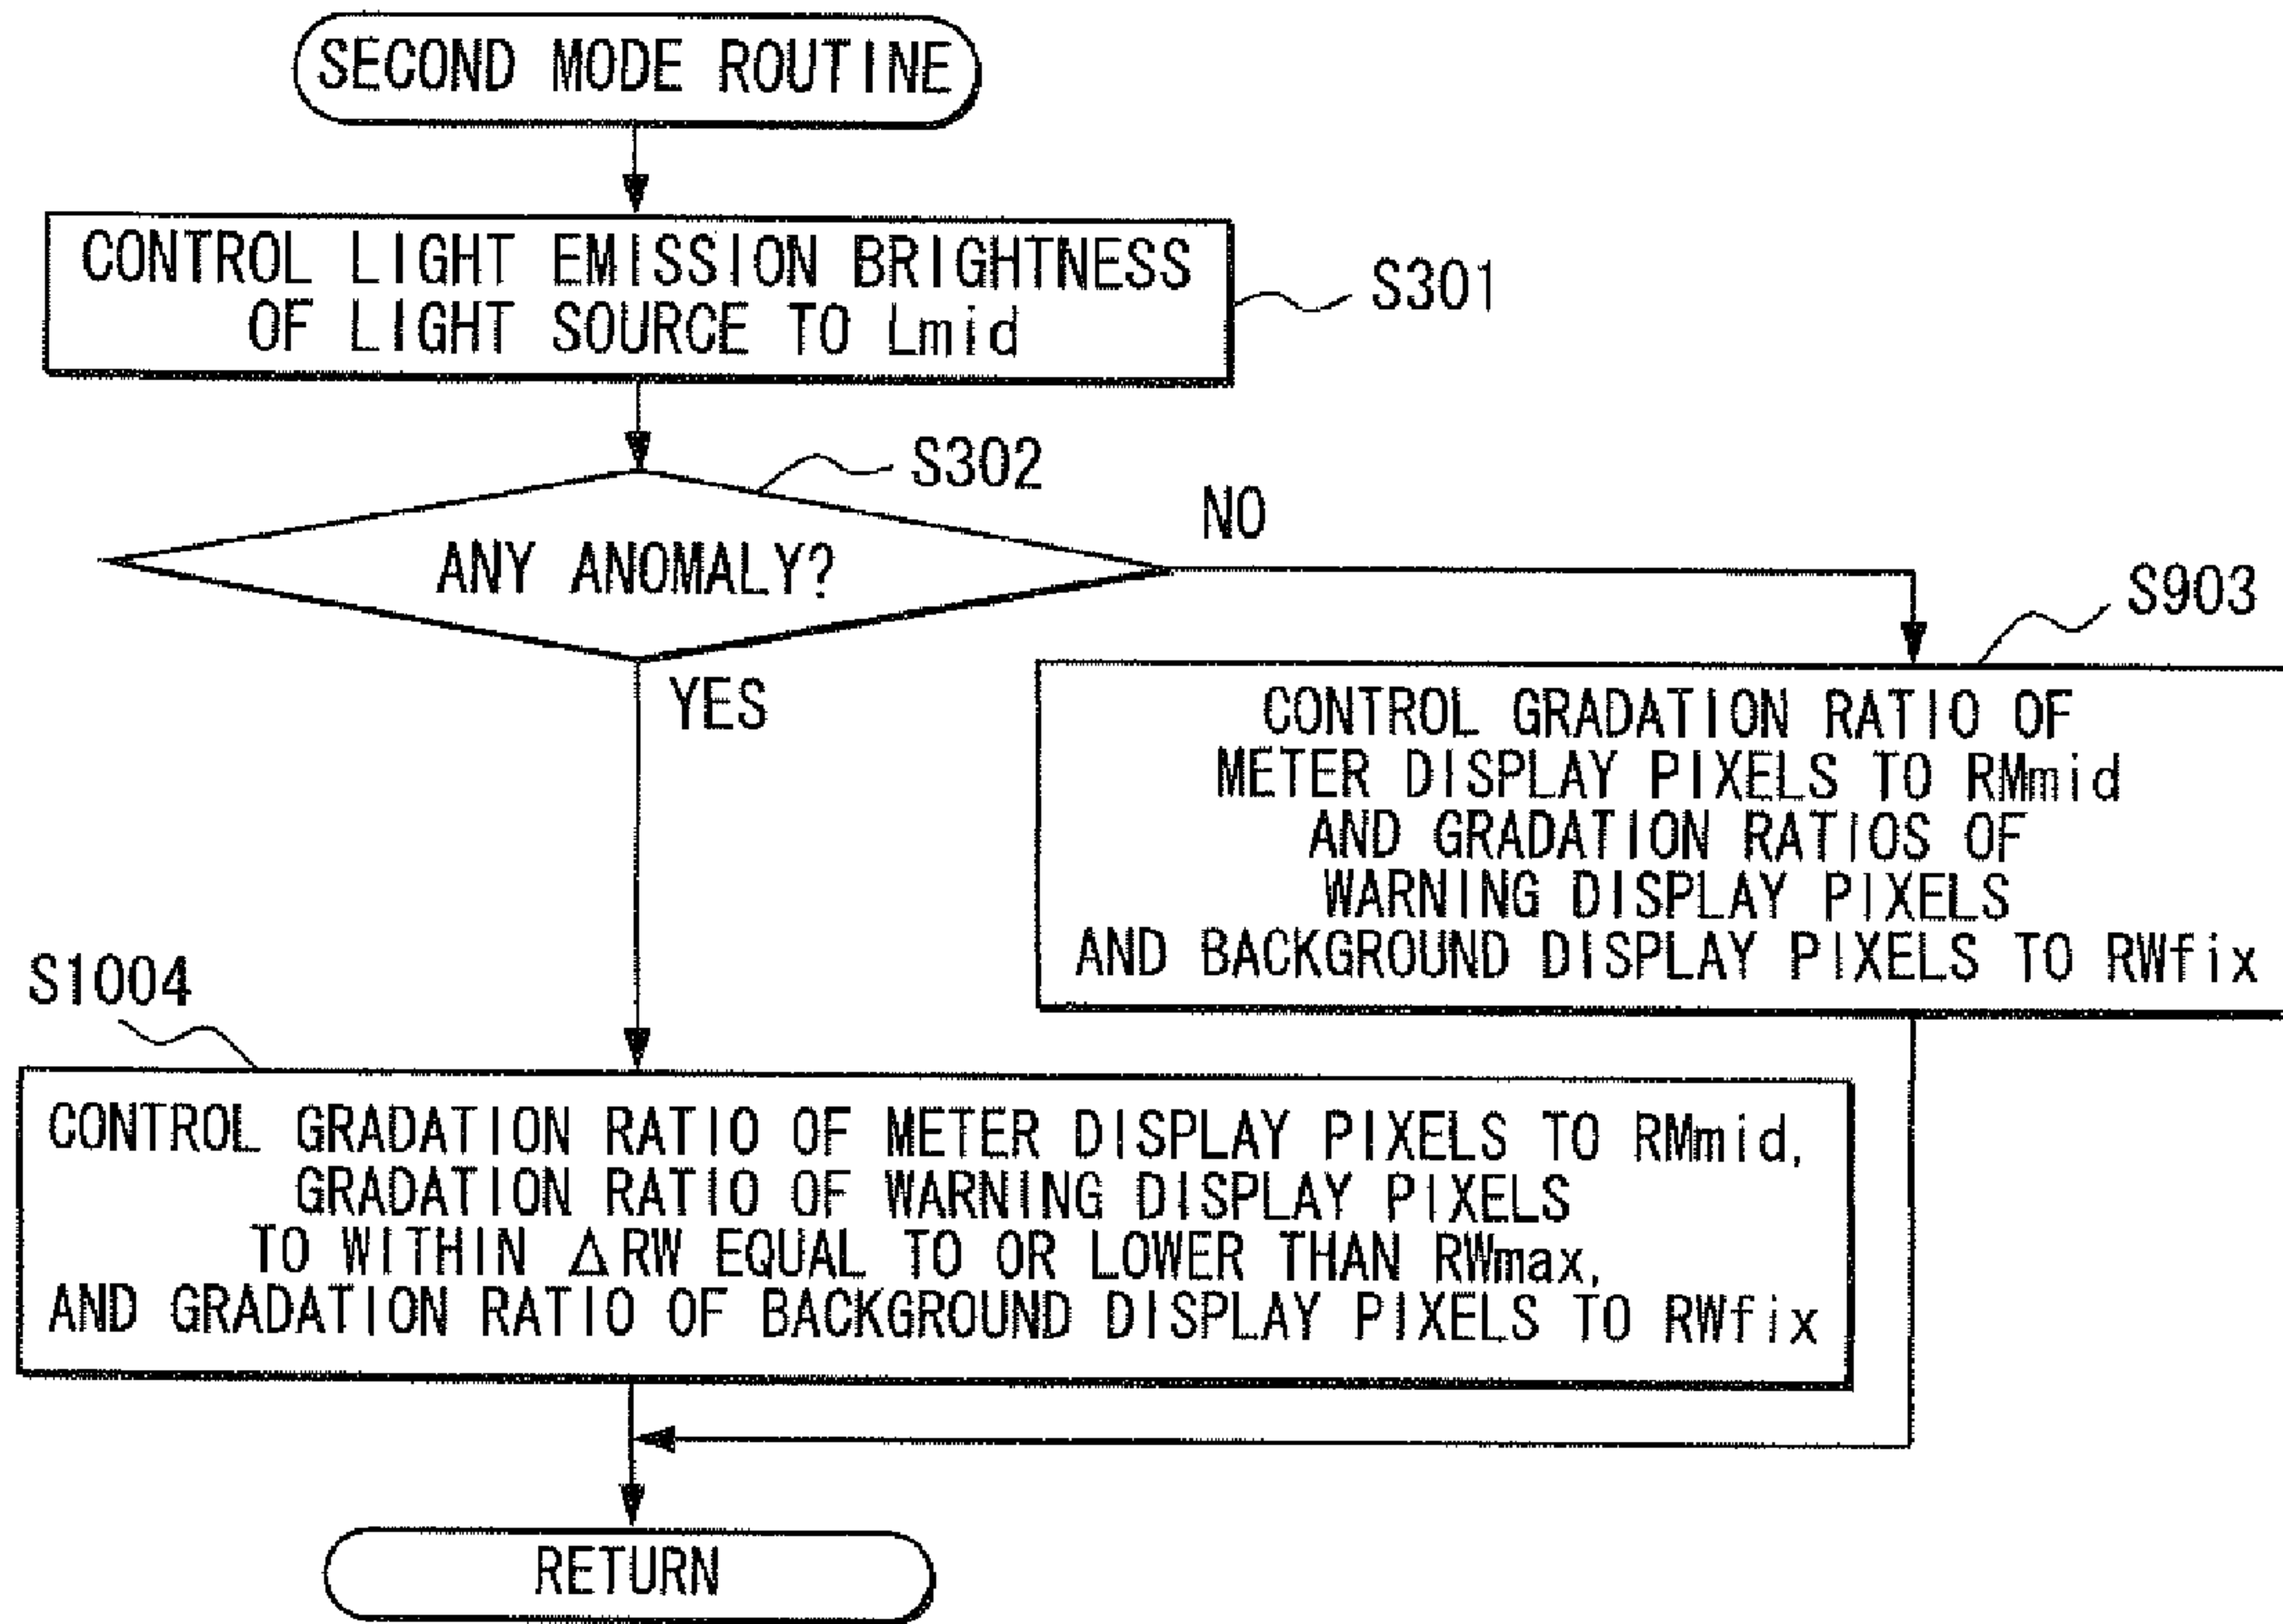 SECOND MODE ROUTINE
CONTROL LIGHT EMISSION BRIGHTNESS
OF LIGHT SOURCE TO Lmid
S301
S302
ANY ANOMALY?
NO
YES
S903
CONTROL GRADATION RATIO OF
METER DISPLAY PIXELS TO RMmid
AND GRADATION RATIOS OF
WARNING DISPLAY PIXELS
AND BACKGROUND DISPLAY PIXELS TO RWfix
S1004
CONTROL GRADATION RATIO OF METER DISPLAY PIXELS TO RMmid,
GRADATION RATIO OF WARNING DISPLAY PIXELS
TO WITHIN ΔRW EQUAL TO OR LOWER THAN RWmax,
AND GRADATION RATIO OF BACKGROUND DISPLAY PIXELS TO RWfix
RETURN